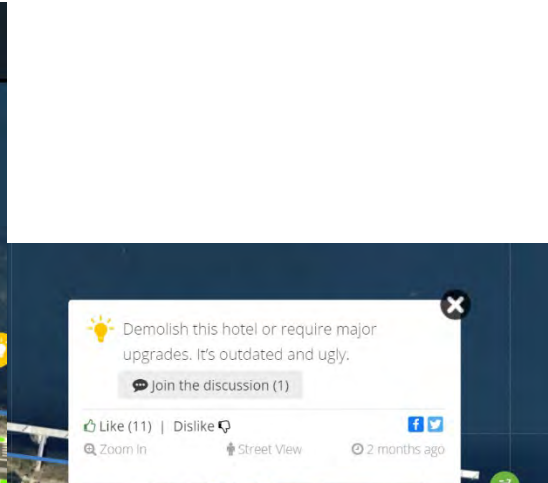 Demolish this hotel or require major
upgrades. It's outdated and ugly.
Join the discussion (1)
Like (11) | Dislike
Zoom In Street View 2 months ago